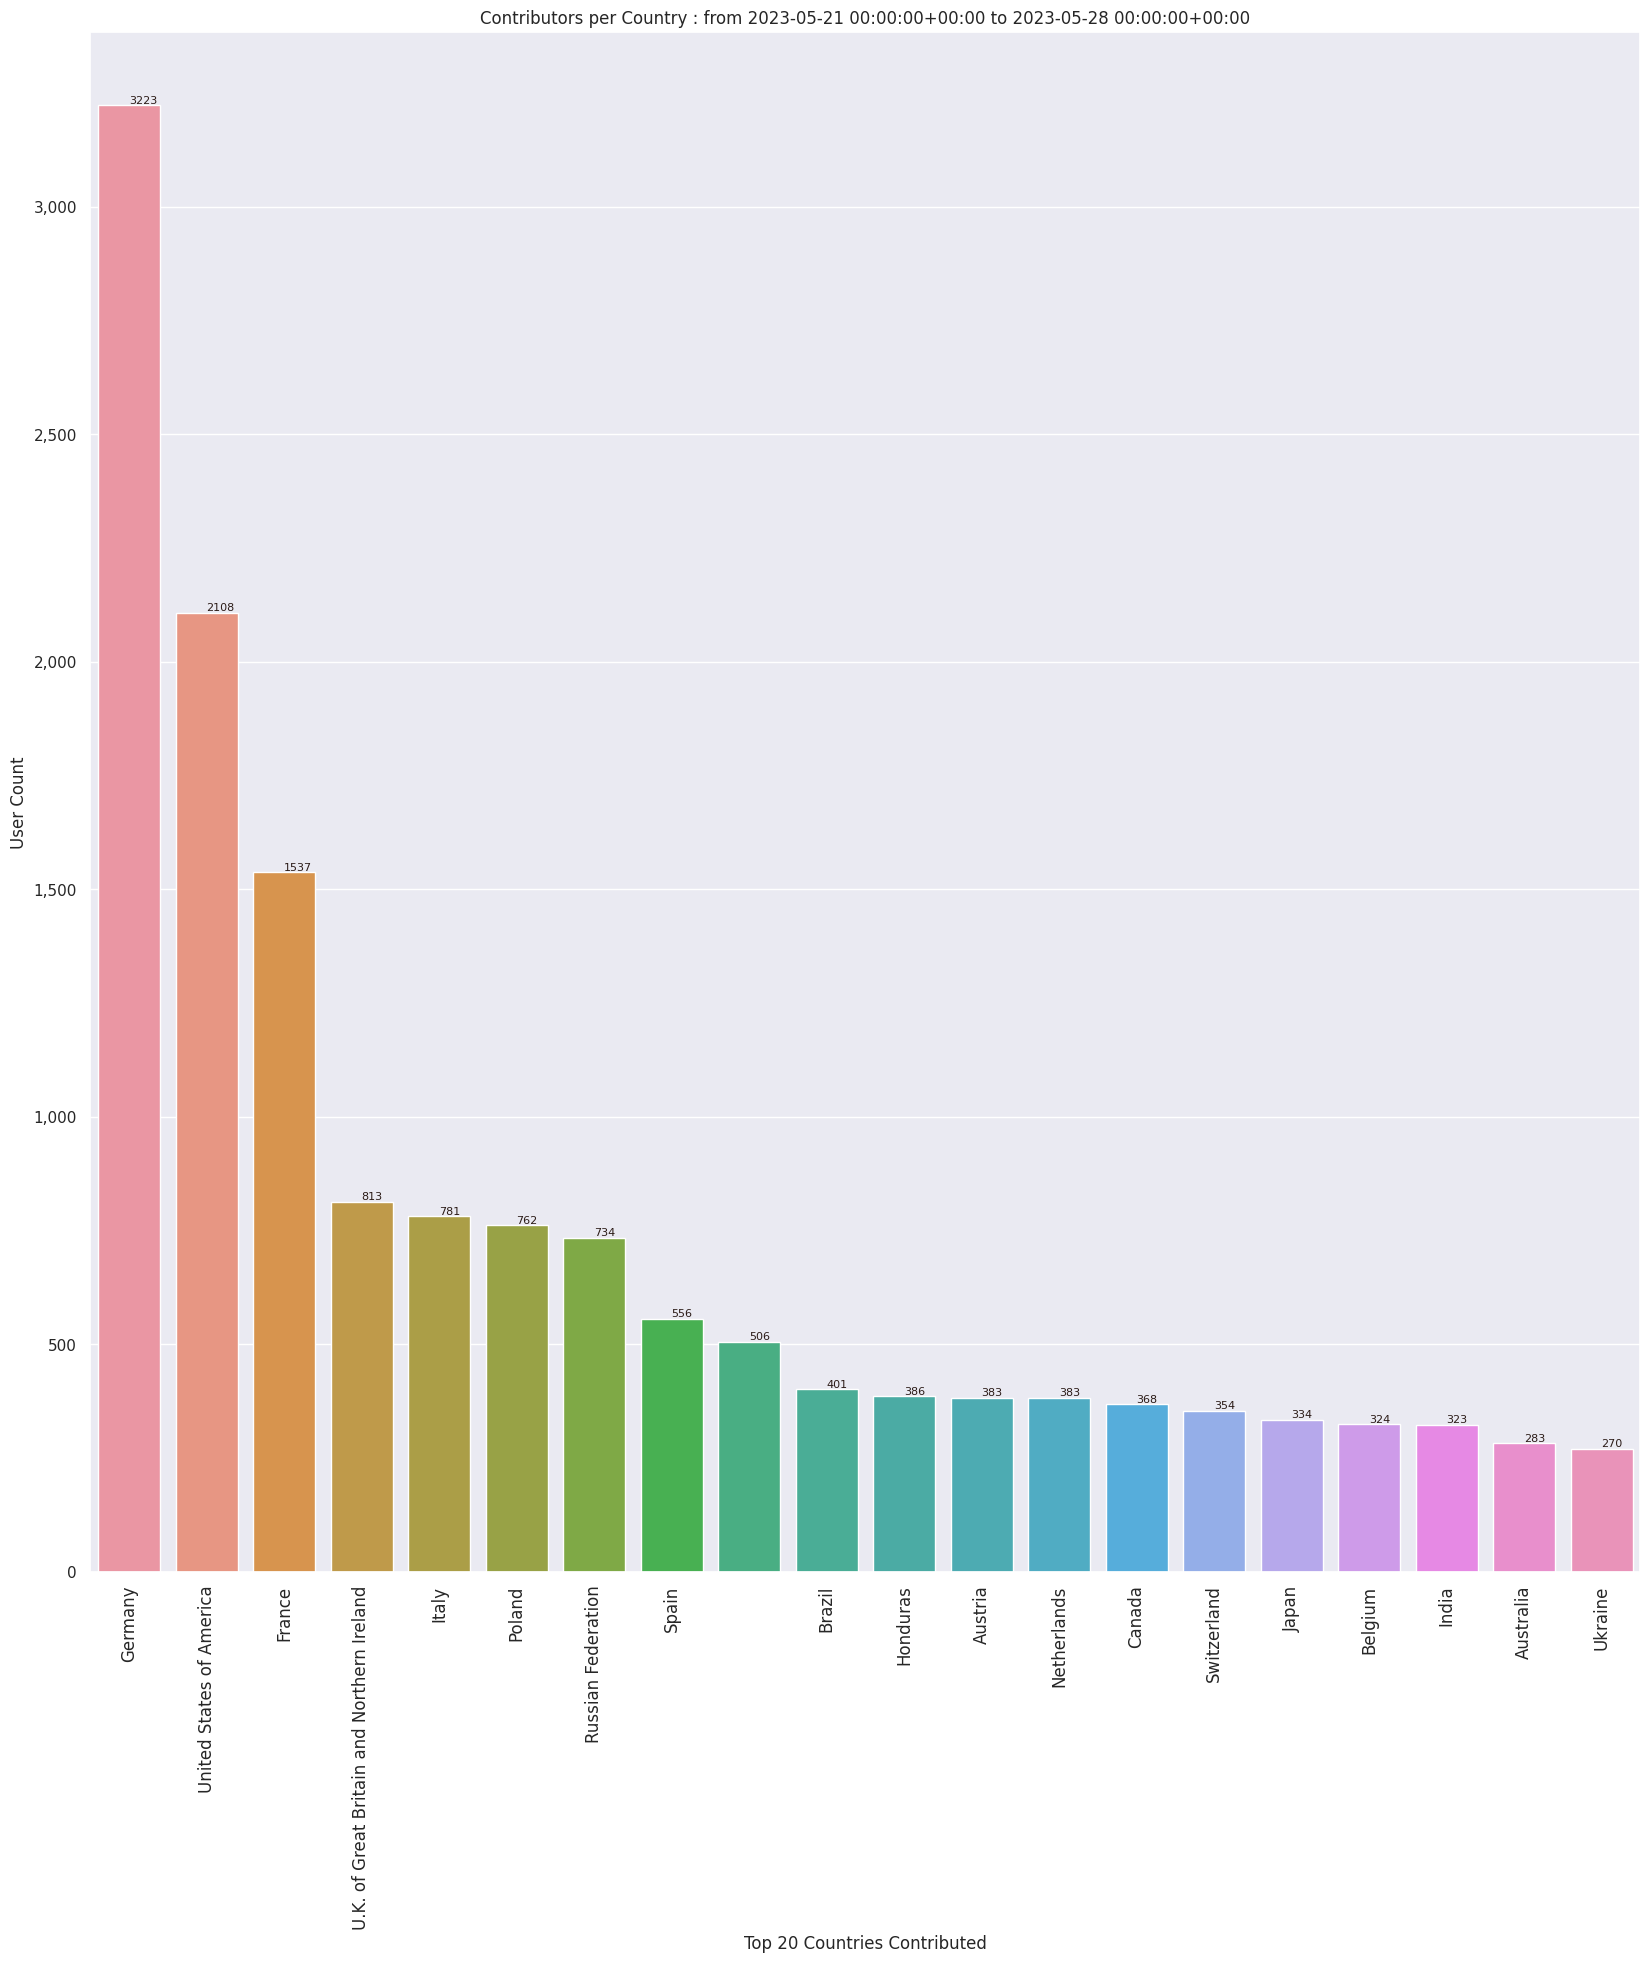 Contributors per Country : from 2023-05-21 00:00:00+00:00 to 2023-05-28 00:00:00+00:00
User Count
3,000
2,500
2,000
1,500
1,000
500
0
3223
2108
1537
813
781
762
734
556
506
401
386
383
383
368
354
334
324
323
283
270
Germany
United States of America
France
U.K. of Great Britain and Northern Ireland
Italy
Poland
Russian Federation
Spain
Brazil
Honduras
Austria
Netherlands
Canada
Switzerland
Japan
Belgium
India
Australia
Ukraine
Top 20 Countries Contributed